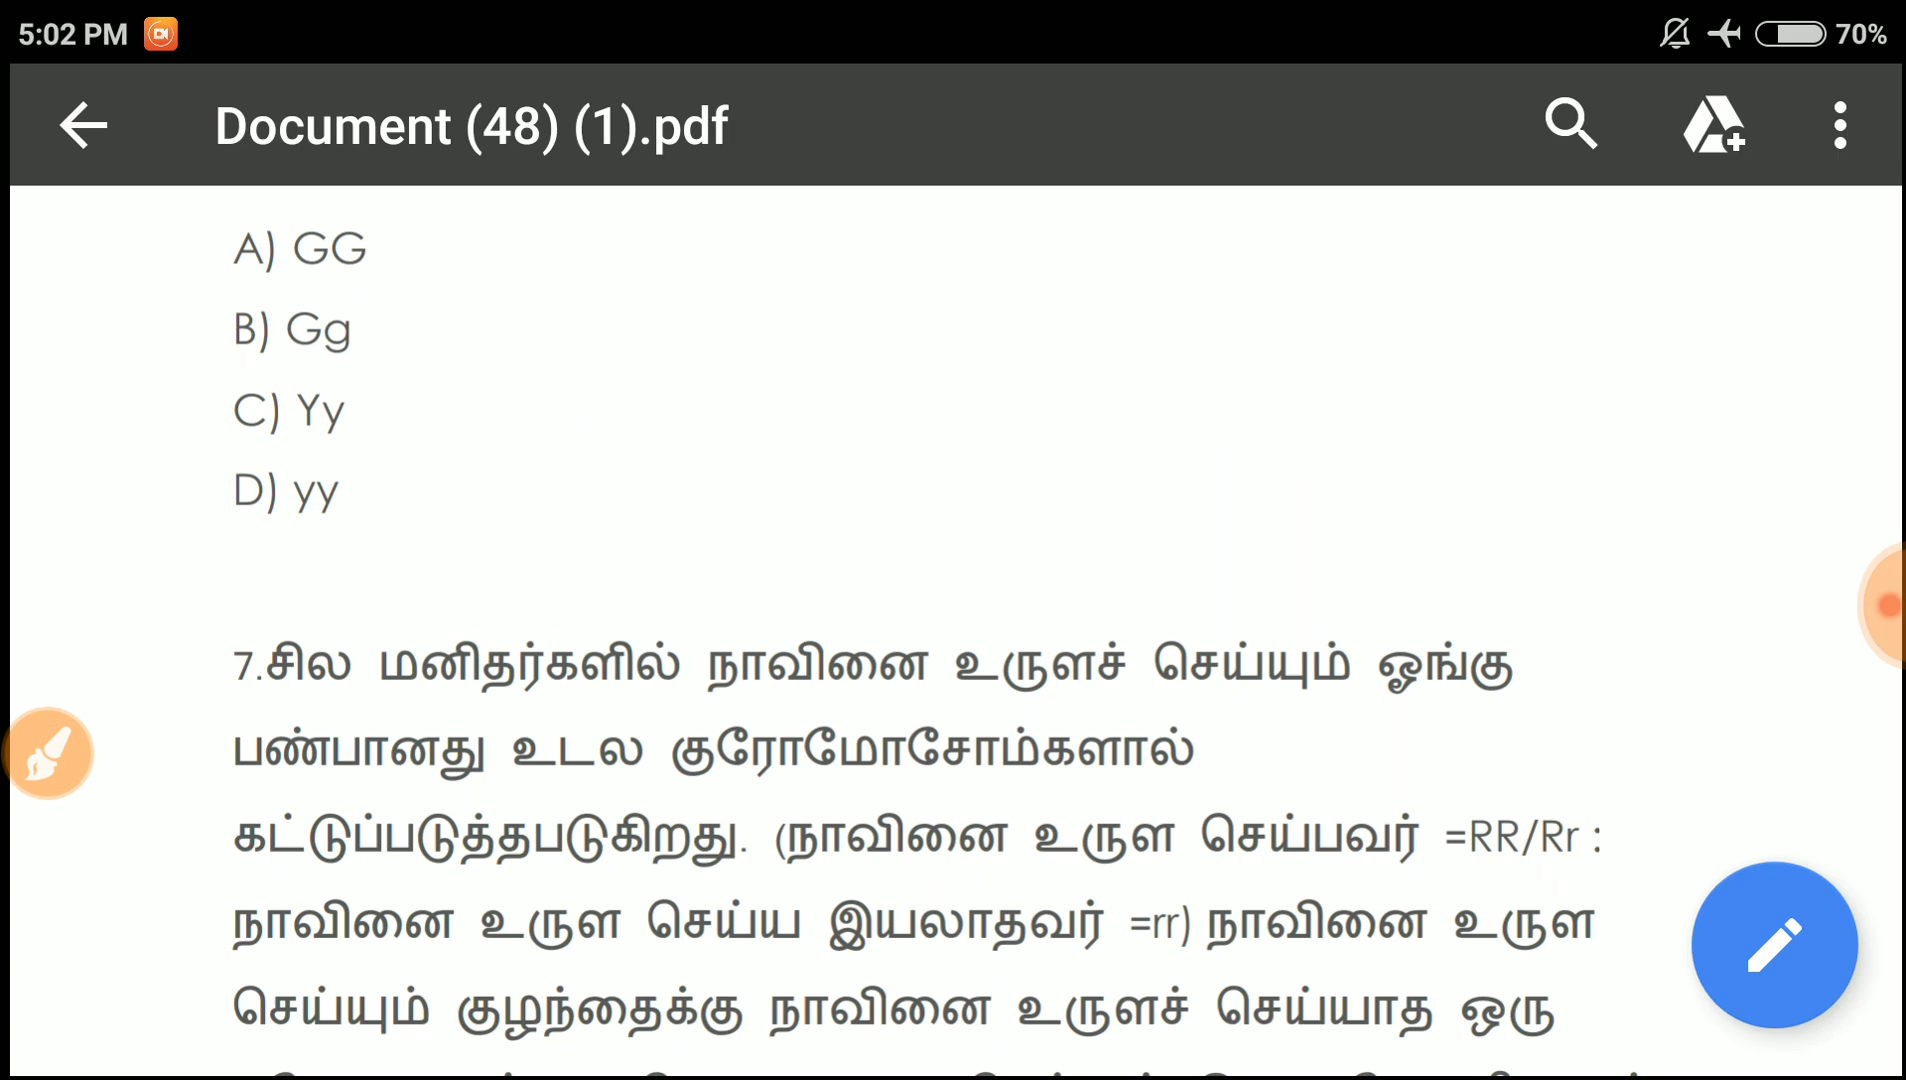 5:02 PM
70%
Document (48) (1).pdf
A) GG
B) Gg
C) Yy
D) yy
7.சில மனிதர்களில் நாவினை உருளச் செய்யும் ஓங்கு
பண்பானது உடல குரோமோசோம்களால்
கட்டுப்படுத்தபடுகிறது. (நாவினை உருள செய்பவர் =RR/Rr :
நாவினை உருள செய்ய இயலாதவர் =rr) நாவினை உருள
செய்யும் குழந்தைக்கு நாவினை உருளச் செய்யாத ஒரு